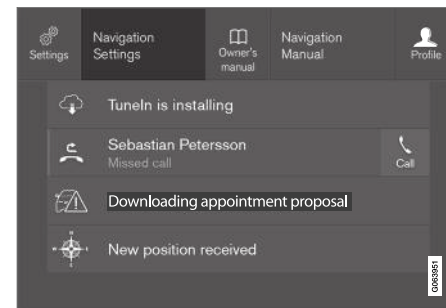 Settings
Navigation
Settings
Owner's
manual
Navigation
Manual
Profile
TuneIn is installing
Sebastian Petersson
Missed call
Call
Downloading appointment proposal
New position received
G063951